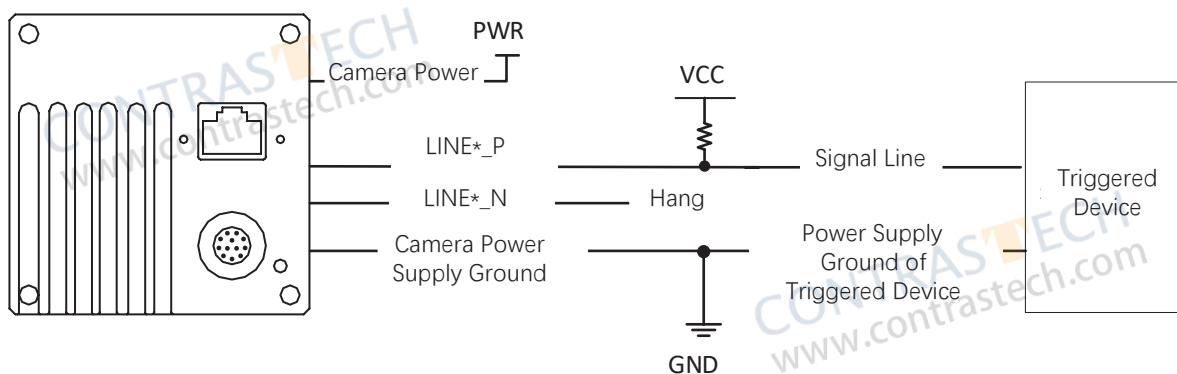 PWR
Camera Power
VCC
LINE*_P
Signal Line
LINE*_N
Hang
Camera Power
Supply Ground
Power Supply
Ground of
Triggered Device
Triggered
Device
GND
CONTRASTECH
www.contrastech.com
CONTRASTECH
www.contrastech.com